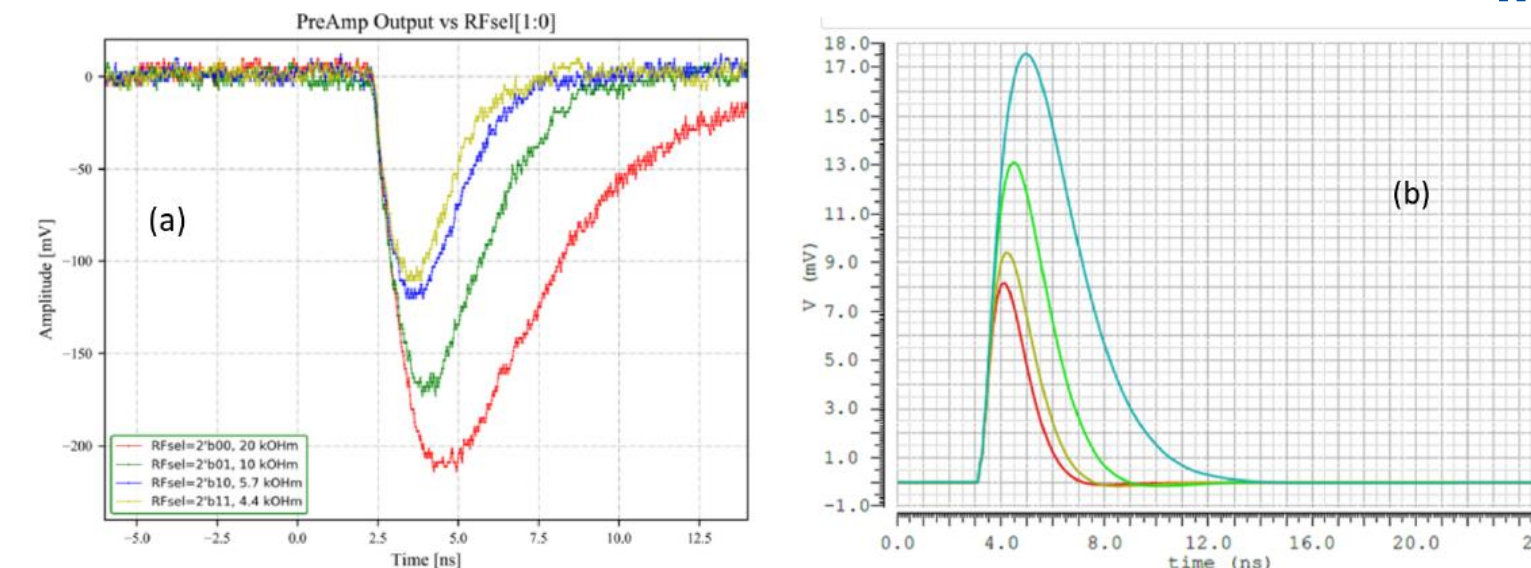 PreAmp Output vs RFsel[1:0]
0
−50
−100
−150
−200
Amplitude [mV]
(a)
RFsel=2'b00, 20 kOHm
RFsel=2'b01, 10 kOHm
RFsel=2'b10, 5.7 kOHm
RFsel=2'b11, 4.4 kOHm
−5.0 −2.5 0.0 2.5 5.0 7.5 10.0 12.5
Time [ns]
18.0
17.0
15.0
13.0
11.0
9.0
7.0
5.0
3.0
1.0
-1.0
V (mV)
(b)
0.0 4.0 8.0 12.0 16.0 20.0 2
time (ns)